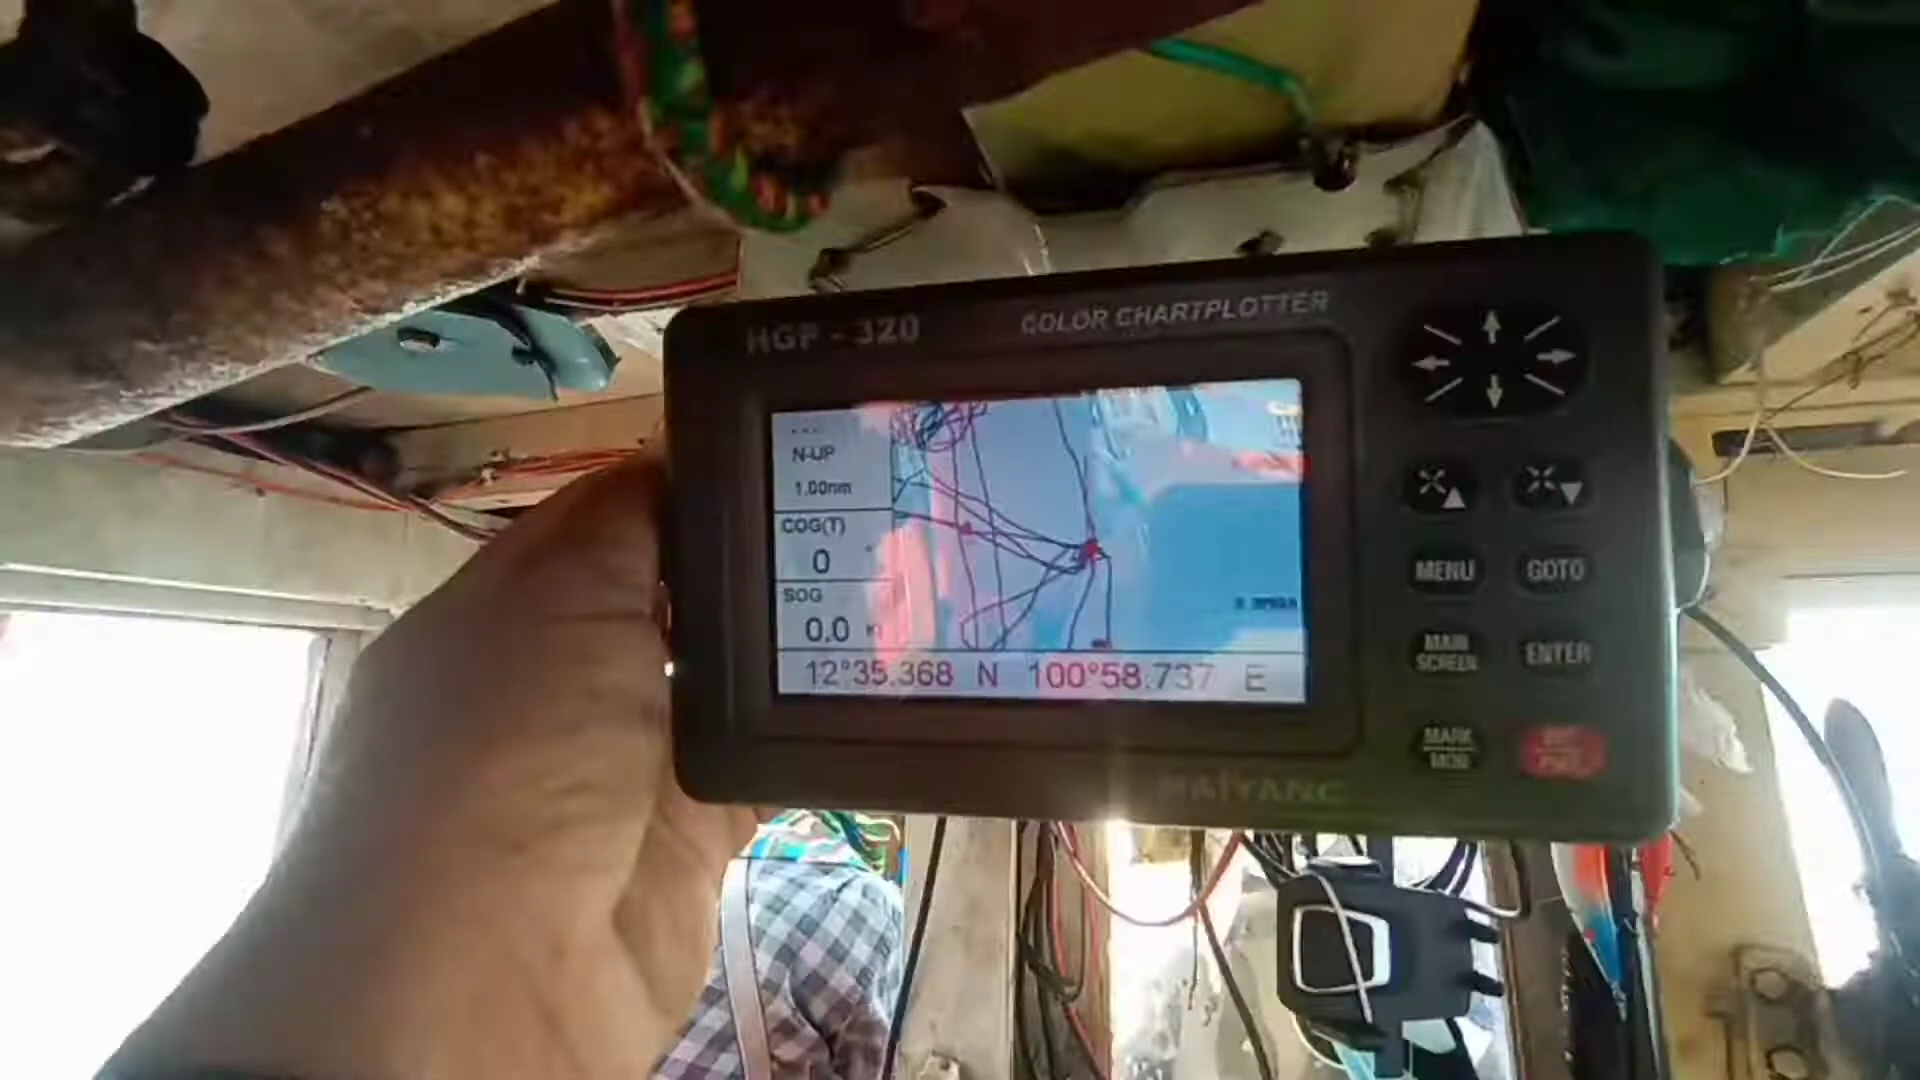 HGP - 320
COLOR CHARTPLOTTER
N-UP
1.00nm
COG(T)
0 °
SOG
0.0
12°35.368 N 100°58.737 E
MENU
GOTO
MAIN SCREEN
ENTER
MARK
MOB
HAIYANG